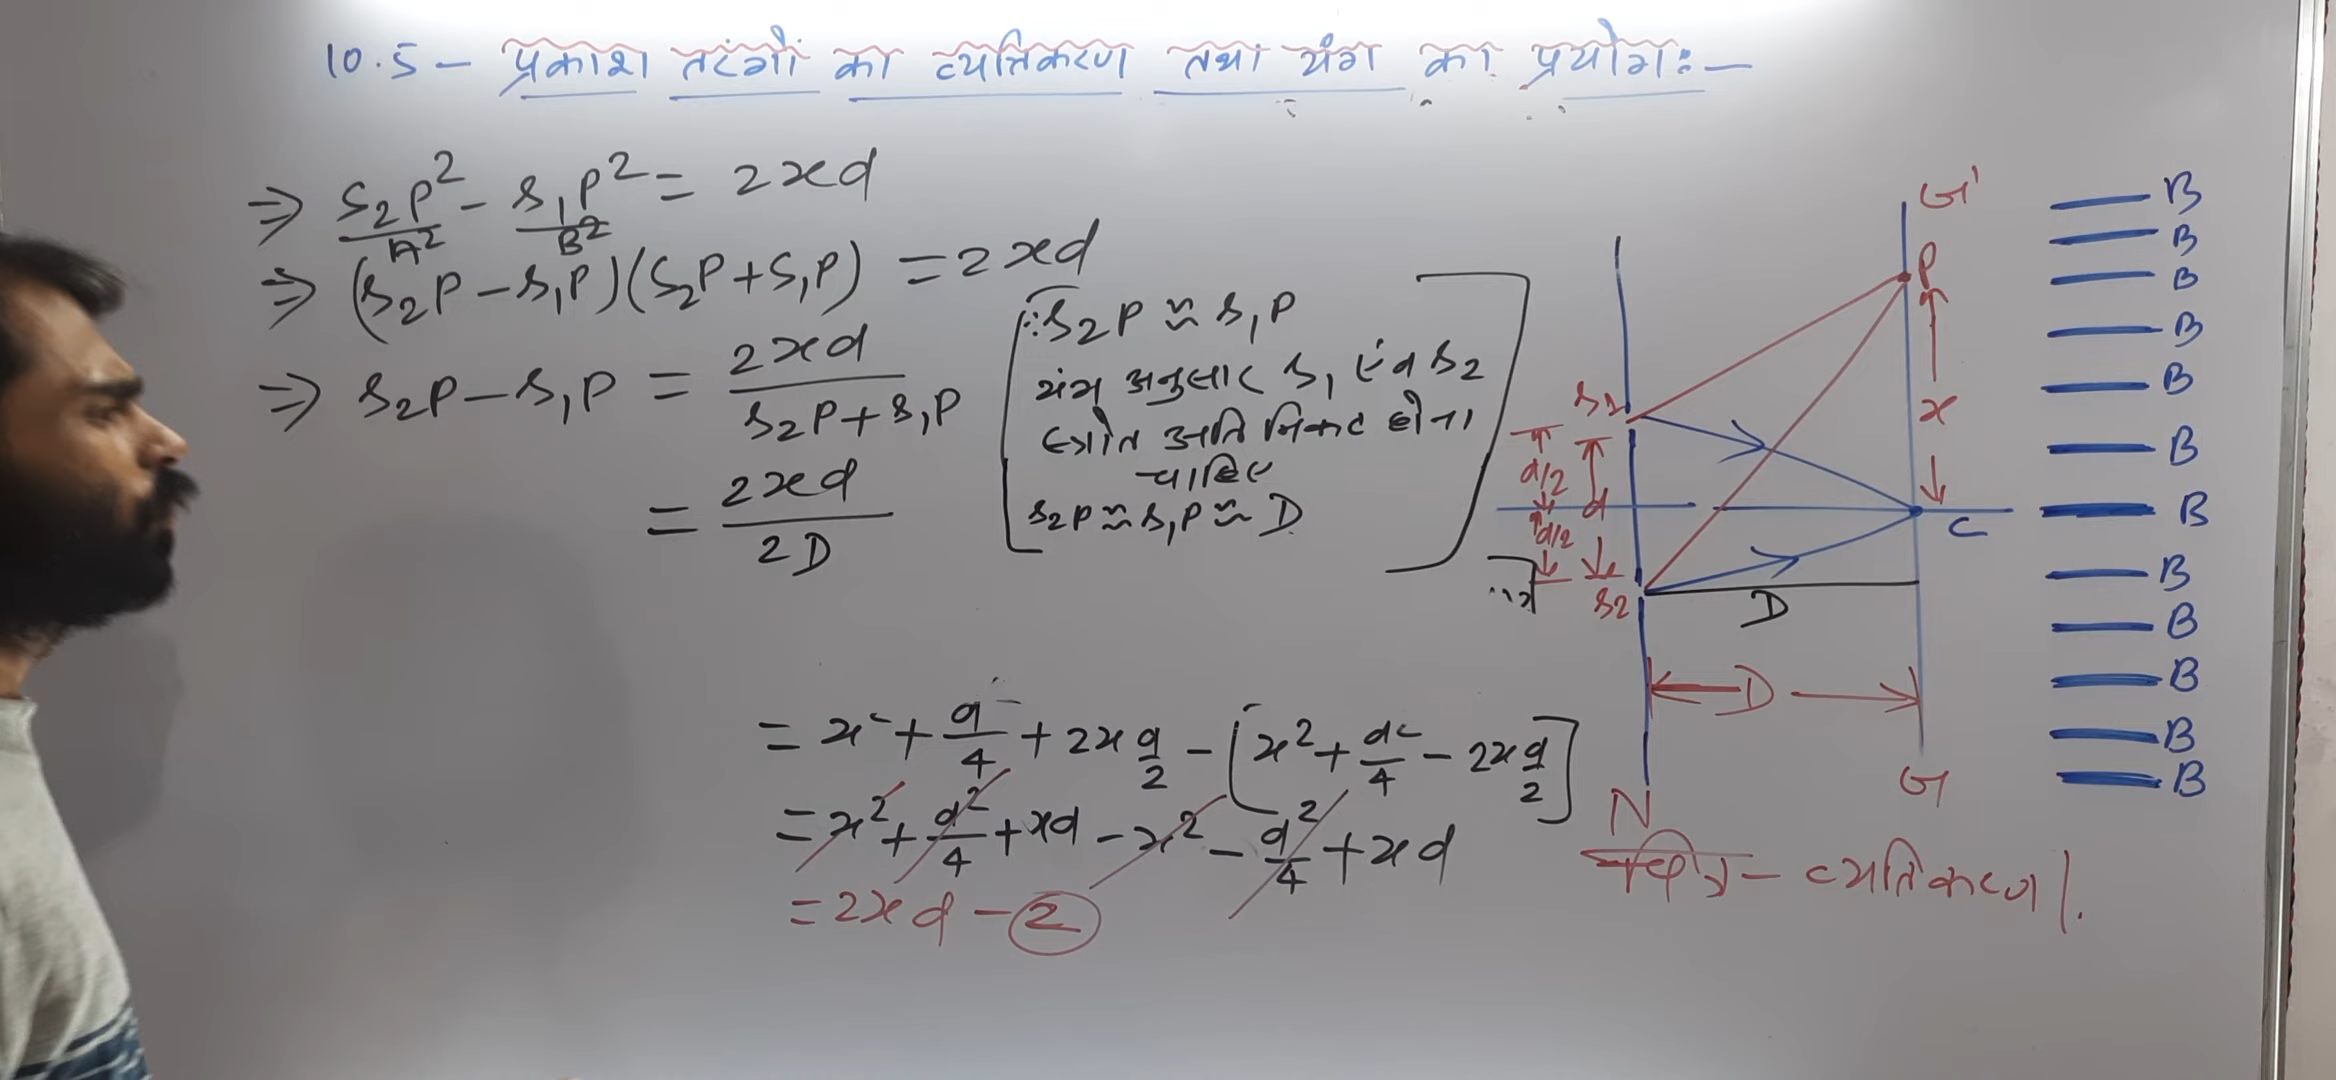 10.5 – प्रकाश तरंगों का व्यतिकरण तथा यंग का प्रयोग:–
⇒ S₂P² – S₁P² = 2xd
A² B²
⇒ (S₂P – S₁P)(S₂P + S₁P) = 2xd
⇒ S₂P – S₁P = 2xd / S₂P + S₁P
= 2xd / 2D
[∵ S₂P ≈ S₁P
यंग अनुसार S₁ एंव S₂
स्त्रोत अति निकट होना
चाहिए
S₂P ≈ S₁P ≈ D ]
= x² + d/4 + 2x d/2 – [x² + d²/4 – 2x d/2]
= x² + d²/4 + xd – x² – d²/4 + xd
= 2xd – ②
G'
P
x
S₁
d/2
d
d/2
C
S₂
D
D
G
N
चित्र – व्यतिकरण।
B
B
B
B
B
B
B
B
B
B
B
B